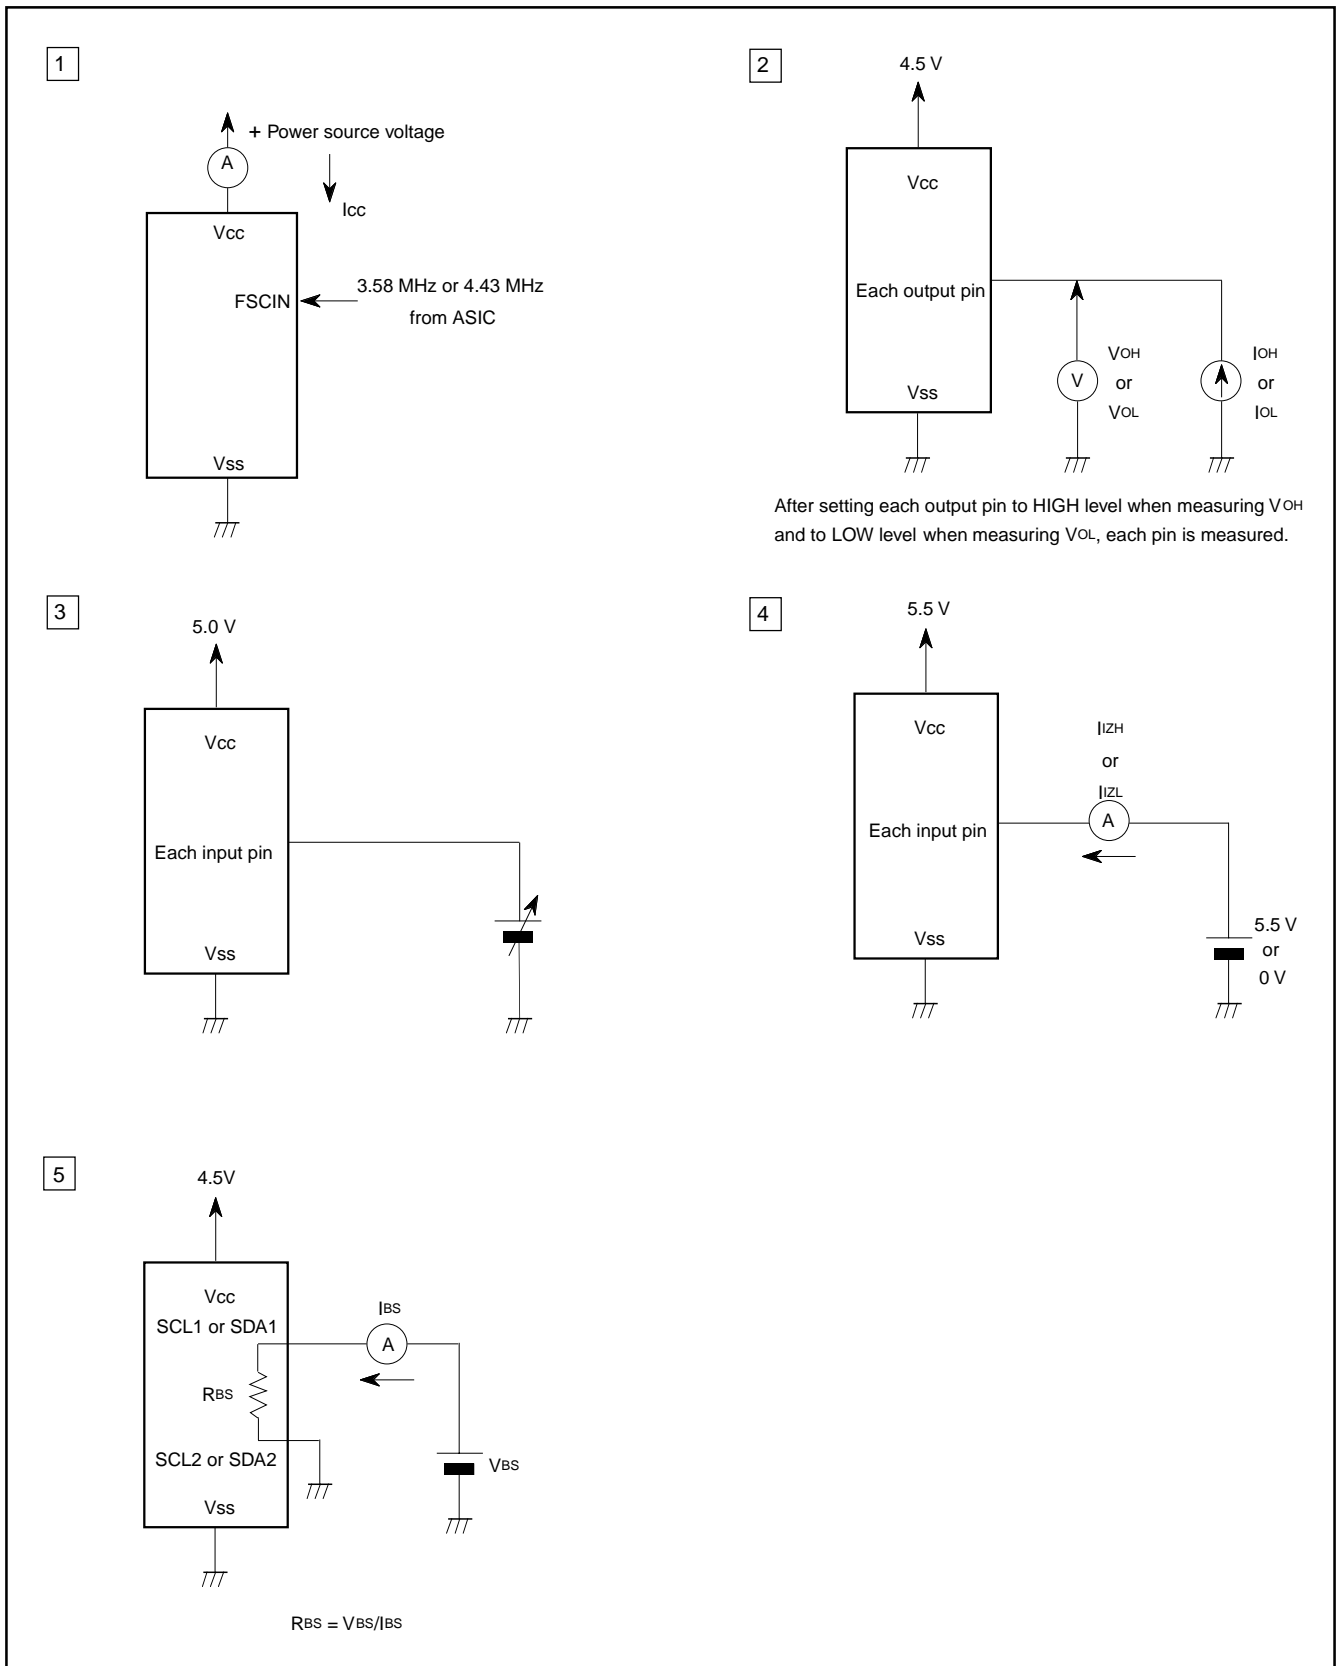 1
+ Power source voltage
A
Icc
Vcc
FSCIN
3.58 MHz or 4.43 MHz
from ASIC
Vss
2
4.5 V
Vcc
Each output pin
VOH
or
VOL
V
IOH
or
IOL
Vss
After setting each output pin to HIGH level when measuring VOH
and to LOW level when measuring VOL, each pin is measured.
3
5.0 V
Vcc
Each input pin
Vss
4
5.5 V
Vcc
IIZH
or
IIZL
Each input pin
A
Vss
5.5 V
or
0 V
5
4.5V
Vcc
SCL1 or SDA1
IBS
A
RBS
SCL2 or SDA2
VBS
Vss
RBS = VBS/IBS